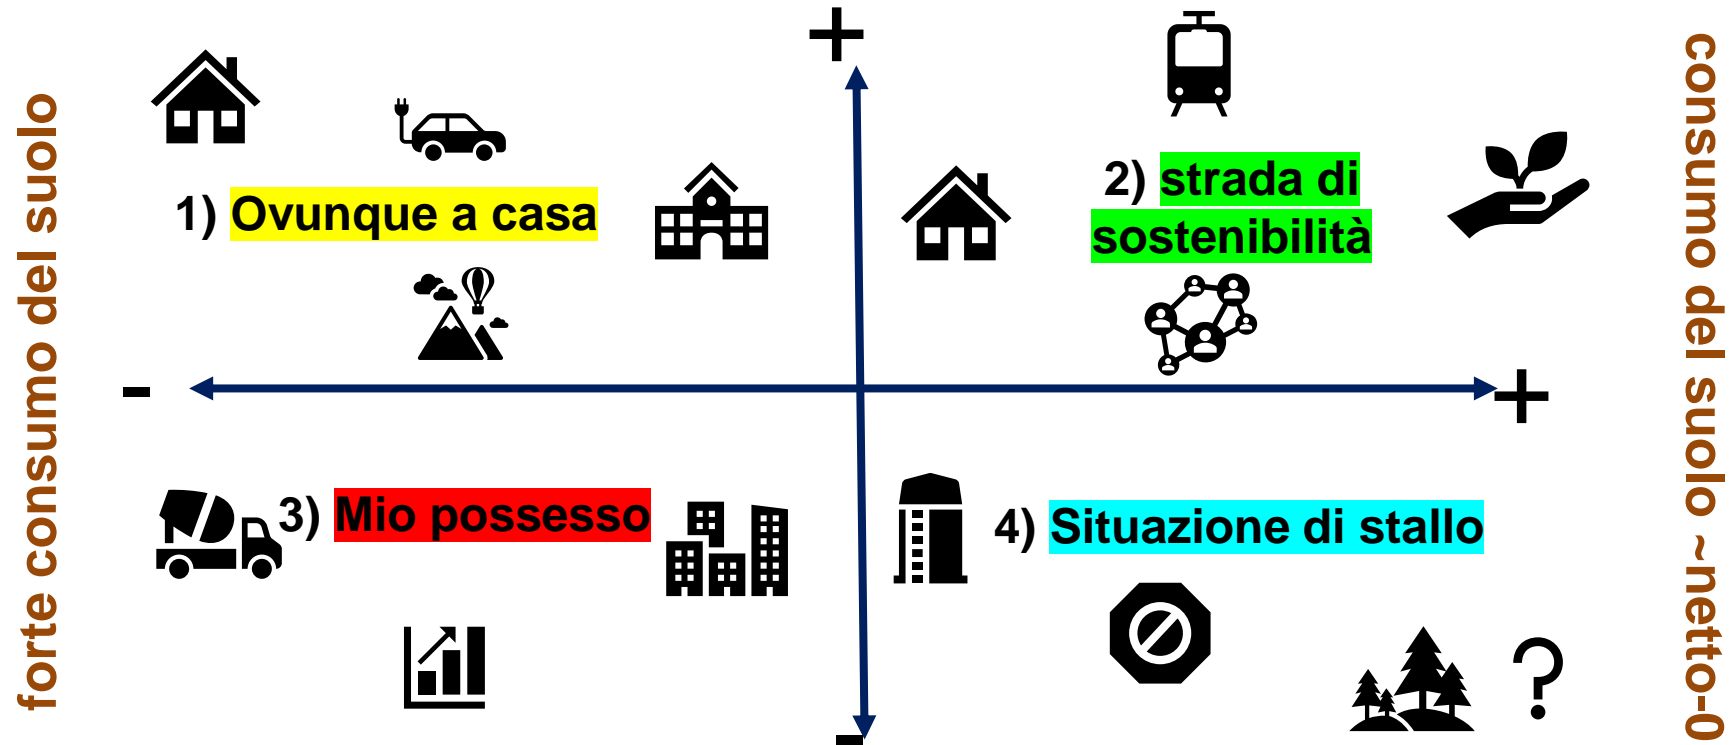 +
forte consumo del suolo
1) Ovunque a casa
2) strada di
sostenibilità
-
+
3) Mio possesso
4) Situazione di stallo
?
-
consumo del suolo ~netto-0